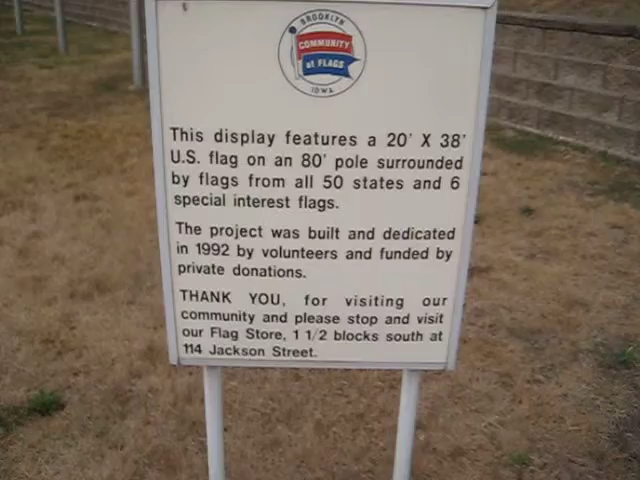 BROOKLYN
COMMUNITY
of FLAGS
IOWA
This display features a 20' X 38'
U.S. flag on an 80' pole surrounded
by flags from all 50 states and 6
special interest flags.
The project was built and dedicated
in 1992 by volunteers and funded by
private donations.
THANK YOU, for visiting our
community and please stop and visit
our Flag Store, 1 1/2 blocks south at
114 Jackson Street.